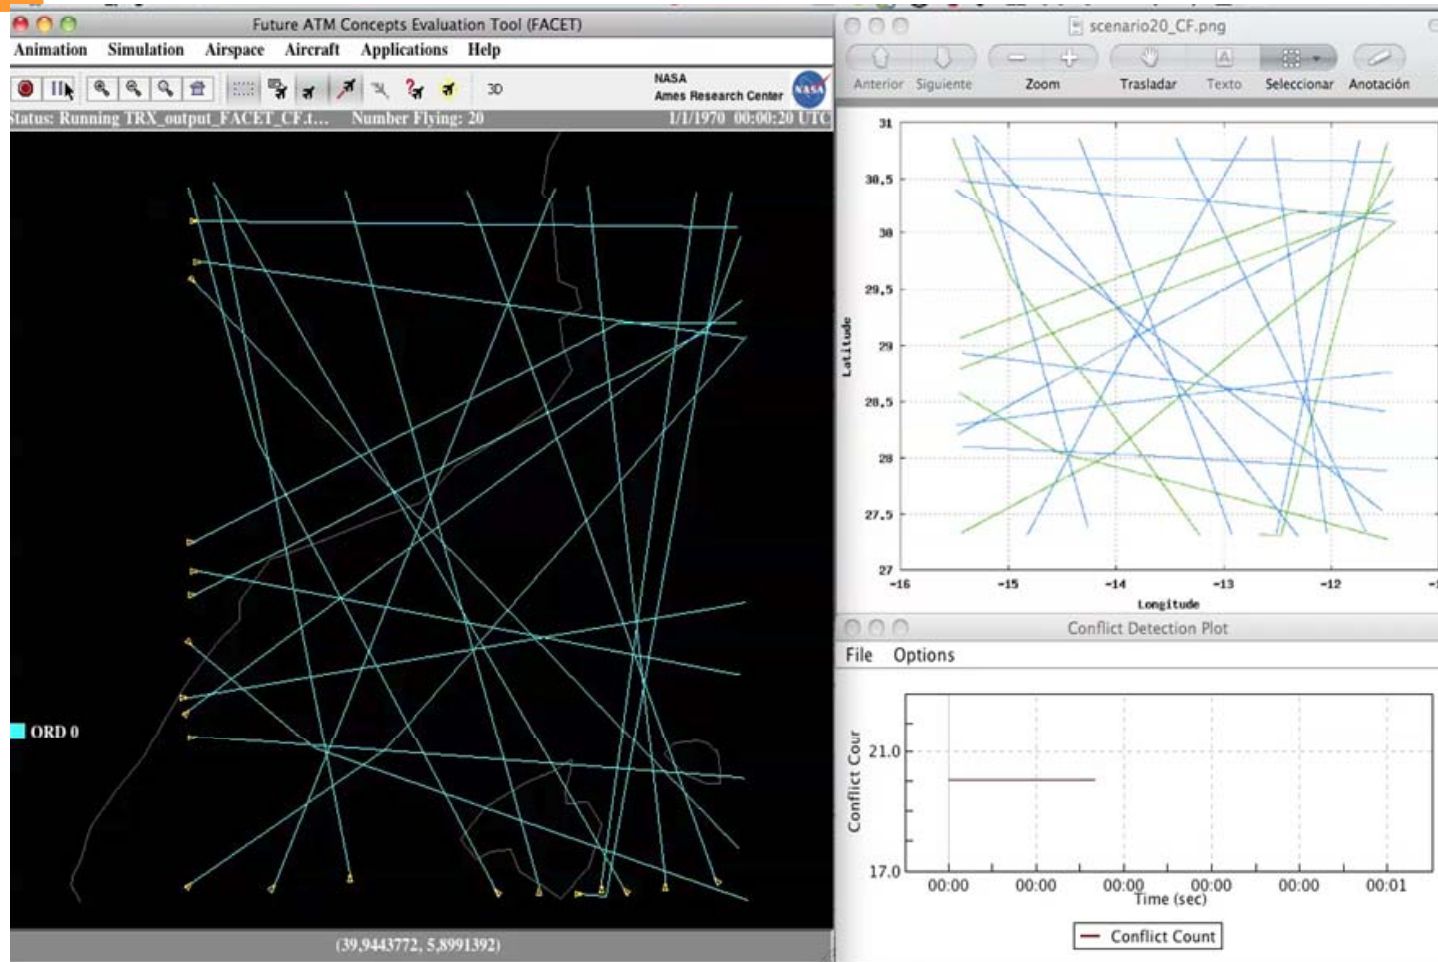 Future ATM Concepts Evaluation Tool (FACET)
Animation Simulation Airspace Aircraft Applications Help
3D
NASA
Ames Research Center
NASA
Status: Running TRX_output_FACET_CF.t... Number Flying: 20 1/1/1970 00:00:20 UTC
ORD 0
(39,9443772, 5,8991392)
scenario20_CF.png
Anterior Siguiente Zoom Trasladar Texto Seleccionar Anotación
31
30,5
30
29,5
29
28,5
28
27,5
27
Latitude
-16 -15 -14 -13 -12
Longitude
Conflict Detection Plot
File Options
Conflict Cour
21.0
17.0
00:00 00:00 00:00 00:00 00:00 00:01
Time (sec)
Conflict Count